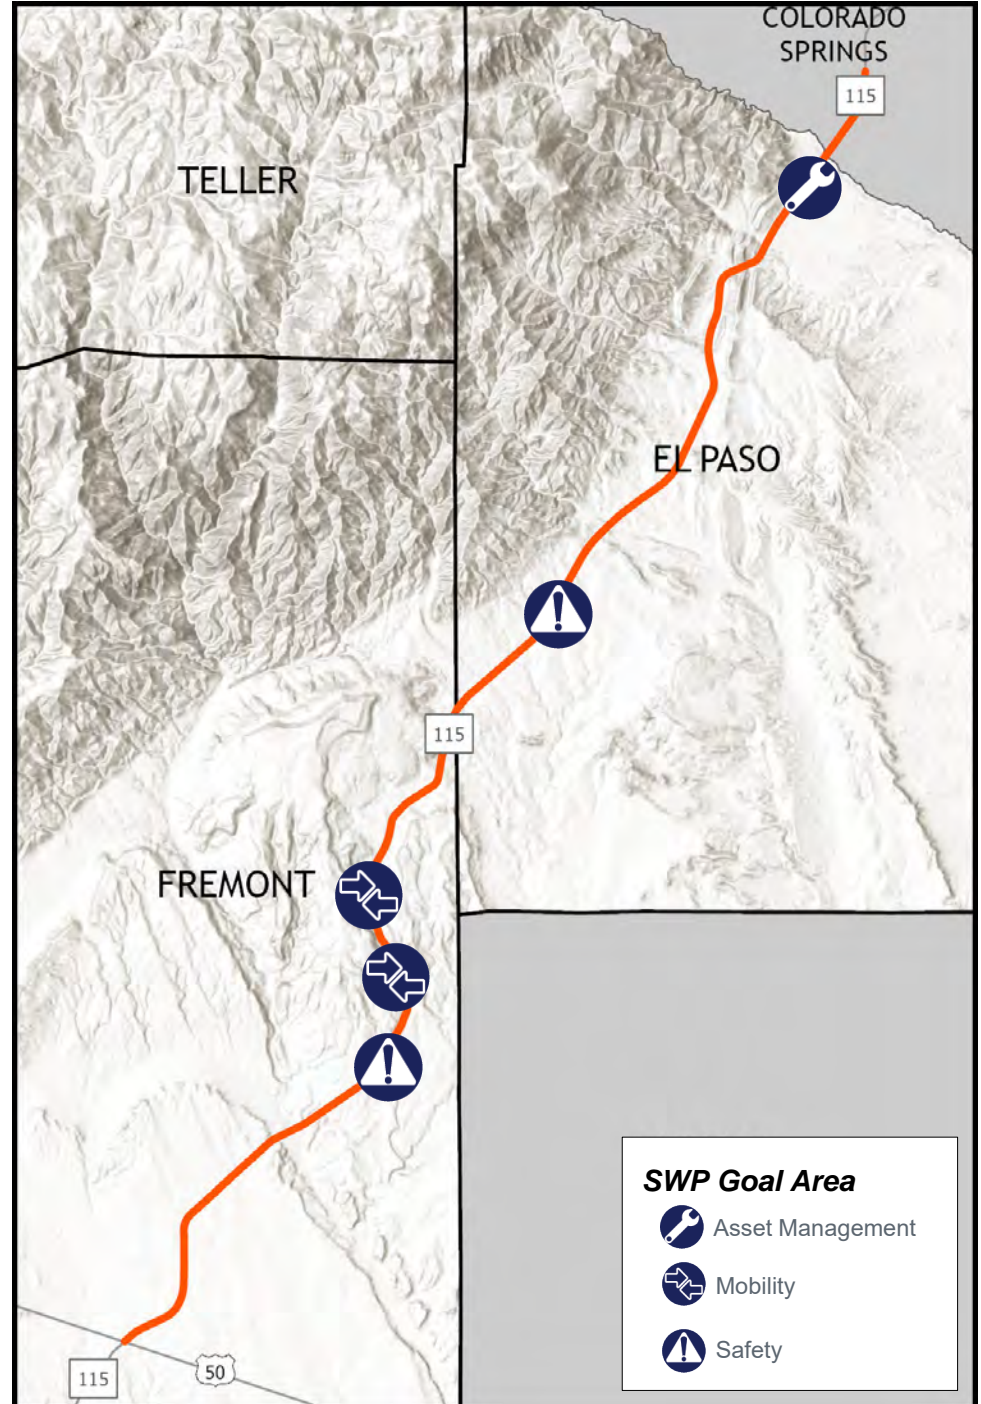 COLORADO
SPRINGS
115
TELLER
EL PASO
115
FREMONT
115
50
SWP Goal Area
Asset Management
Mobility
Safety